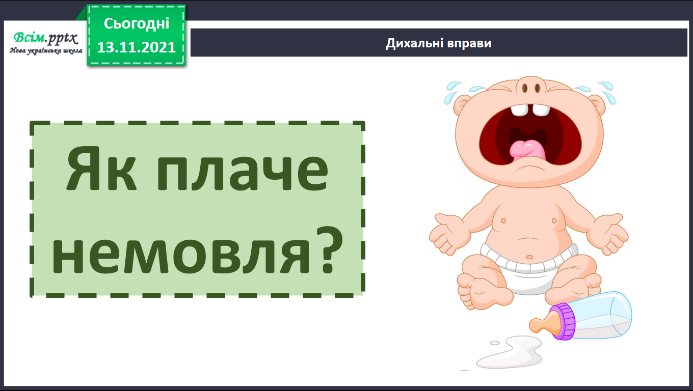 Всім.pptx
Нова українська школа
Сьогодні
13.11.2021
Дихальні вправи
Як плаче
немовля?